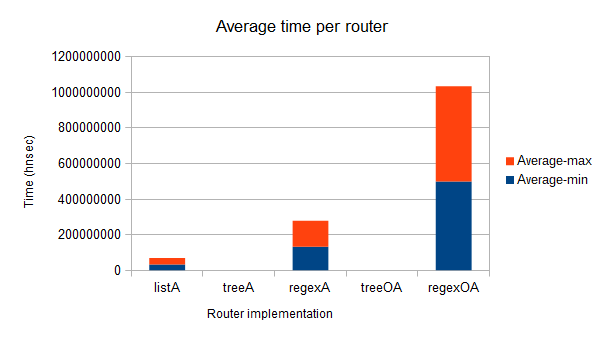 Average time per router
1200000000
1000000000
800000000
600000000
400000000
200000000
0
Time (hnsec)
listA treeA regexA treeOA regexOA
Router implementation
Average-max
Average-min